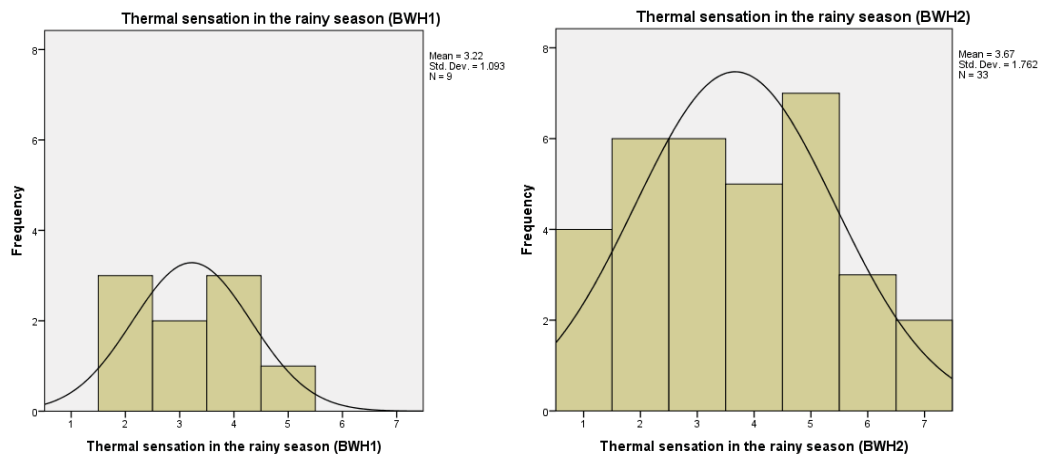 Thermal sensation in the rainy season (BWH1)
Mean = 3.22
Std. Dev. = 1.093
N = 9
8
6
4
2
0
Frequency
1 2 3 4 5 6 7
Thermal sensation in the rainy season (BWH1)
Thermal sensation in the rainy season (BWH2)
Mean = 3.67
Std. Dev. = 1.762
N = 33
8
6
4
2
0
Frequency
1 2 3 4 5 6 7
Thermal sensation in the rainy season (BWH2)